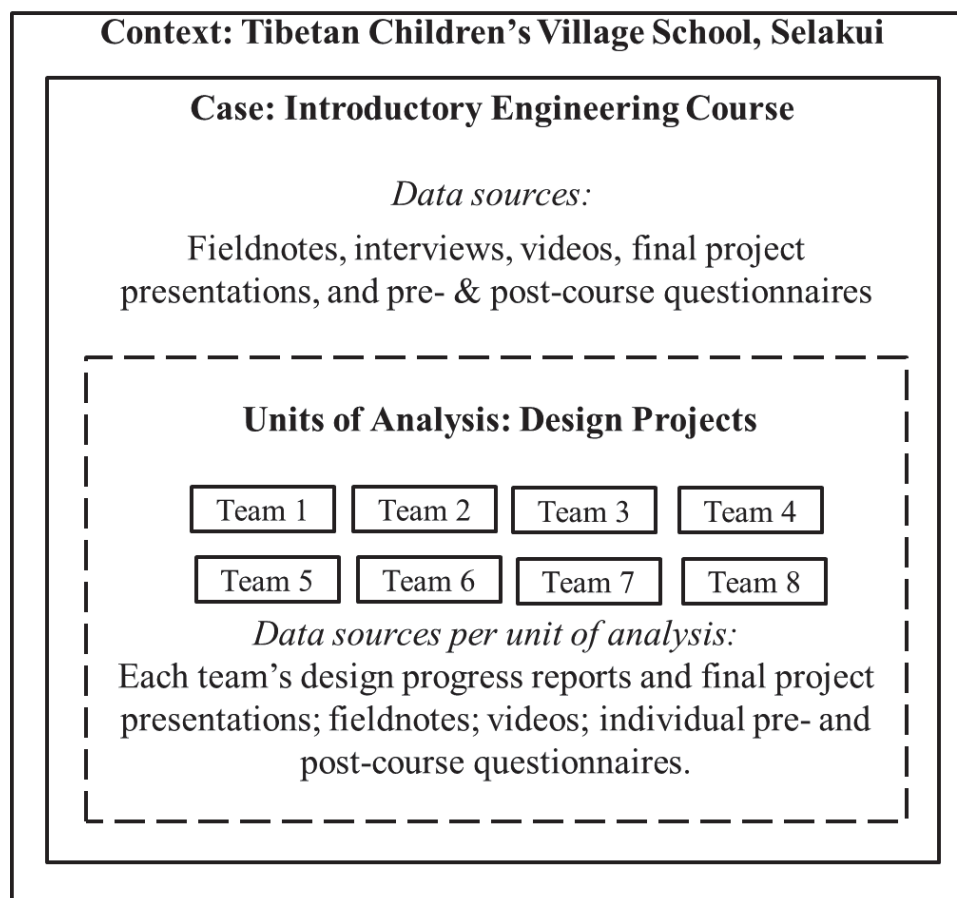 Context: Tibetan Children’s Village School, Selakui
Case: Introductory Engineering Course
Data sources:
Fieldnotes, interviews, videos, final project
presentations, and pre- & post-course questionnaires
Units of Analysis: Design Projects
Team 1 Team 2 Team 3 Team 4
Team 5 Team 6 Team 7 Team 8
Data sources per unit of analysis:
Each team’s design progress reports and final project
presentations; fieldnotes; videos; individual pre- and
post-course questionnaires.